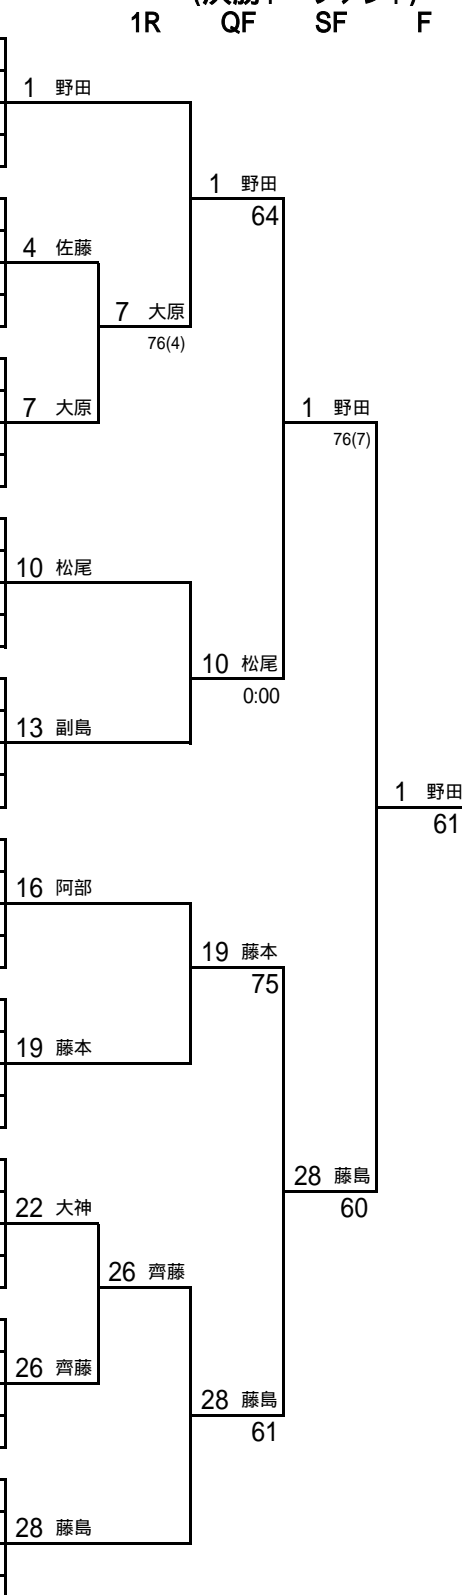 1R QF SF F
1 野田
1 野田
64
4 佐藤
7 大原
76(4)
7 大原
1 野田
76(7)
10 松尾
10 松尾
0:00
13 副島
1 野田
61
16 阿部
19 藤本
75
19 藤本
28 藤島
60
22 大神
26 齊藤
26 齊藤
28 藤島
61
28 藤島